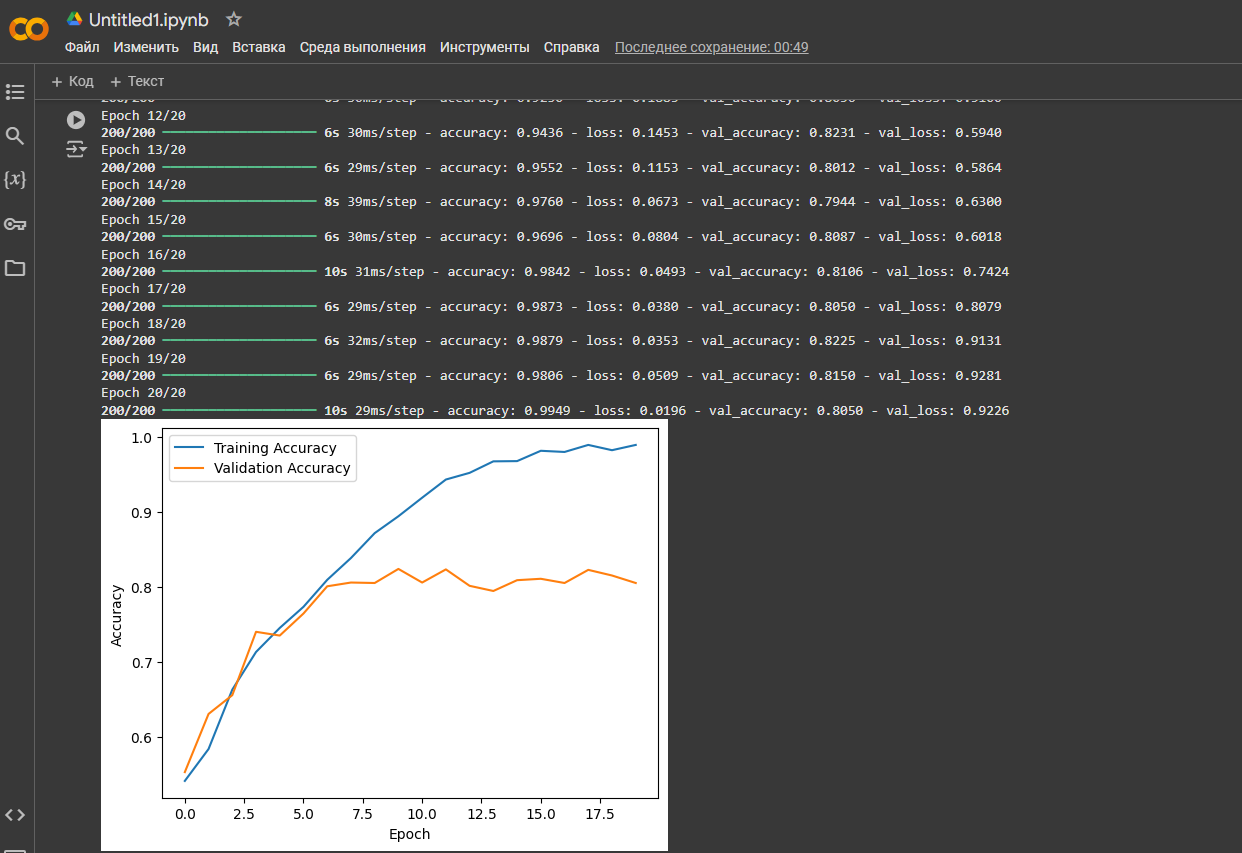 Untitled1.ipynb
Файл Изменить Вид Вставка Среда выполнения Инструменты Справка Последнее сохранение: 00:49
+ Код + Текст
Epoch 12/20
200/200 6s 30ms/step - accuracy: 0.9436 - loss: 0.1453 - val_accuracy: 0.8231 - val_loss: 0.5940
Epoch 13/20
200/200 6s 29ms/step - accuracy: 0.9552 - loss: 0.1153 - val_accuracy: 0.8012 - val_loss: 0.5864
Epoch 14/20
200/200 8s 39ms/step - accuracy: 0.9760 - loss: 0.0673 - val_accuracy: 0.7944 - val_loss: 0.6300
Epoch 15/20
200/200 6s 30ms/step - accuracy: 0.9696 - loss: 0.0804 - val_accuracy: 0.8087 - val_loss: 0.6018
Epoch 16/20
200/200 10s 31ms/step - accuracy: 0.9842 - loss: 0.0493 - val_accuracy: 0.8106 - val_loss: 0.7424
Epoch 17/20
200/200 6s 29ms/step - accuracy: 0.9873 - loss: 0.0380 - val_accuracy: 0.8050 - val_loss: 0.8079
Epoch 18/20
200/200 6s 32ms/step - accuracy: 0.9879 - loss: 0.0353 - val_accuracy: 0.8225 - val_loss: 0.9131
Epoch 19/20
200/200 6s 29ms/step - accuracy: 0.9806 - loss: 0.0509 - val_accuracy: 0.8150 - val_loss: 0.9281
Epoch 20/20
200/200 10s 29ms/step - accuracy: 0.9949 - loss: 0.0196 - val_accuracy: 0.8050 - val_loss: 0.9226
Training Accuracy
Validation Accuracy
1.0
0.9
0.8
0.7
0.6
Accuracy
0.0 2.5 5.0 7.5 10.0 12.5 15.0 17.5
Epoch